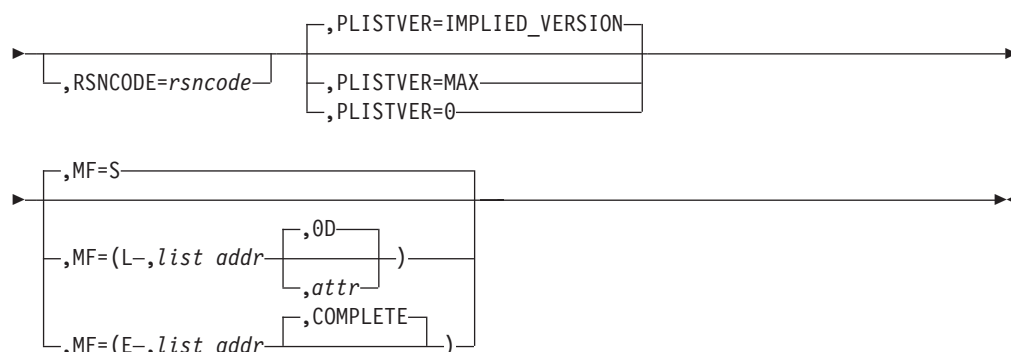 ,PLISTVER=IMPLIED_VERSION
,RSNCODE=rsncode
,PLISTVER=MAX
,PLISTVER=0
,MF=S
,0D
,MF=(L ,list addr )
,attr
,COMPLETE
,MF=(E ,list addr )